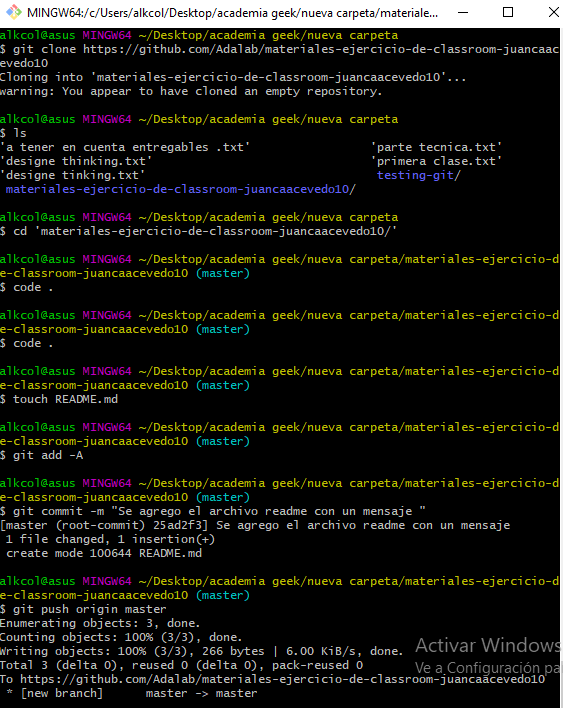 MINGW64:/c/Users/alkcol/Desktop/academia geek/nueva carpeta/materiale...
alkcol@asus MINGW64 ~/Desktop/academia geek/nueva carpeta
$ git clone https://github.com/Adalab/materiales-ejercicio-de-classroom-juancaac
evedo10
Cloning into 'materiales-ejercicio-de-classroom-juancaacevedo10'...
warning: You appear to have cloned an empty repository.
alkcol@asus MINGW64 ~/Desktop/academia geek/nueva carpeta
$ ls
'a tener en cuenta entregables .txt' 'parte tecnica.txt'
'designe thinking.txt' 'primera clase.txt'
'designe tinking.txt' testing-git/
materiales-ejercicio-de-classroom-juancaacevedo10/
alkcol@asus MINGW64 ~/Desktop/academia geek/nueva carpeta
$ cd 'materiales-ejercicio-de-classroom-juancaacevedo10/'
alkcol@asus MINGW64 ~/Desktop/academia geek/nueva carpeta/materiales-ejercicio-d
e-classroom-juancaacevedo10 (master)
$ code .
alkcol@asus MINGW64 ~/Desktop/academia geek/nueva carpeta/materiales-ejercicio-d
e-classroom-juancaacevedo10 (master)
$ code .
alkcol@asus MINGW64 ~/Desktop/academia geek/nueva carpeta/materiales-ejercicio-d
e-classroom-juancaacevedo10 (master)
$ touch README.md
alkcol@asus MINGW64 ~/Desktop/academia geek/nueva carpeta/materiales-ejercicio-d
e-classroom-juancaacevedo10 (master)
$ git add -A
alkcol@asus MINGW64 ~/Desktop/academia geek/nueva carpeta/materiales-ejercicio-d
e-classroom-juancaacevedo10 (master)
$ git commit -m "Se agrego el archivo readme con un mensaje "
[master (root-commit) 25ad2f3] Se agrego el archivo readme con un mensaje
1 file changed, 1 insertion(+)
create mode 100644 README.md
alkcol@asus MINGW64 ~/Desktop/academia geek/nueva carpeta/materiales-ejercicio-d
e-classroom-juancaacevedo10 (master)
$ git push origin master
Enumerating objects: 3, done.
Counting objects: 100% (3/3), done.
Writing objects: 100% (3/3), 266 bytes | 6.00 KiB/s, done.
Total 3 (delta 0), reused 0 (delta 0), pack-reused 0
To https://github.com/Adalab/materiales-ejercicio-de-classroom-juancaacevedo10
* [new branch] master -> master
Activar Windows
Ve a Configuración pa